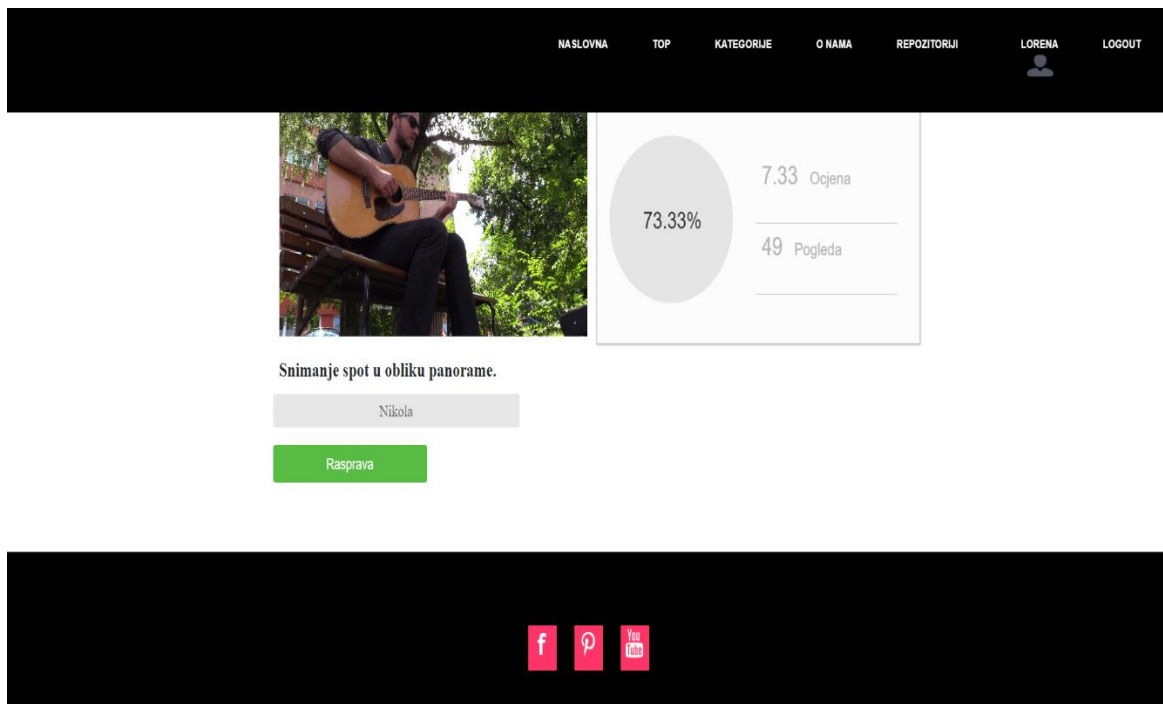 NASLOVNA TOP KATEGORIJE O NAMA REPOZITORIJI LORENA LOGOUT
7.33 Ocjena
73.33%
49 Pogleda
Snimanje spot u obliku panorame.
Nikola
Rasprava
f
You
Tube